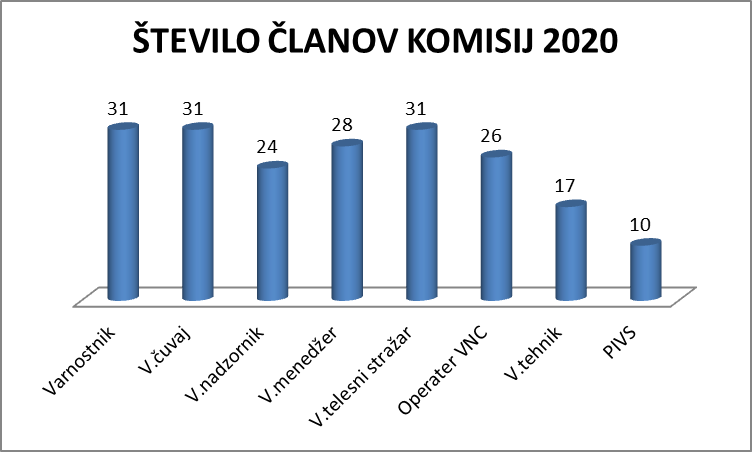 ŠTEVILO ČLANOV KOMISIJ 2020
31
31
24
28
31
26
17
10
Varnostnik
V.čuvaj
V.nadzornik
V.menedžer
V.telesni stražar
Operater VNC
V.tehnik
PIVS